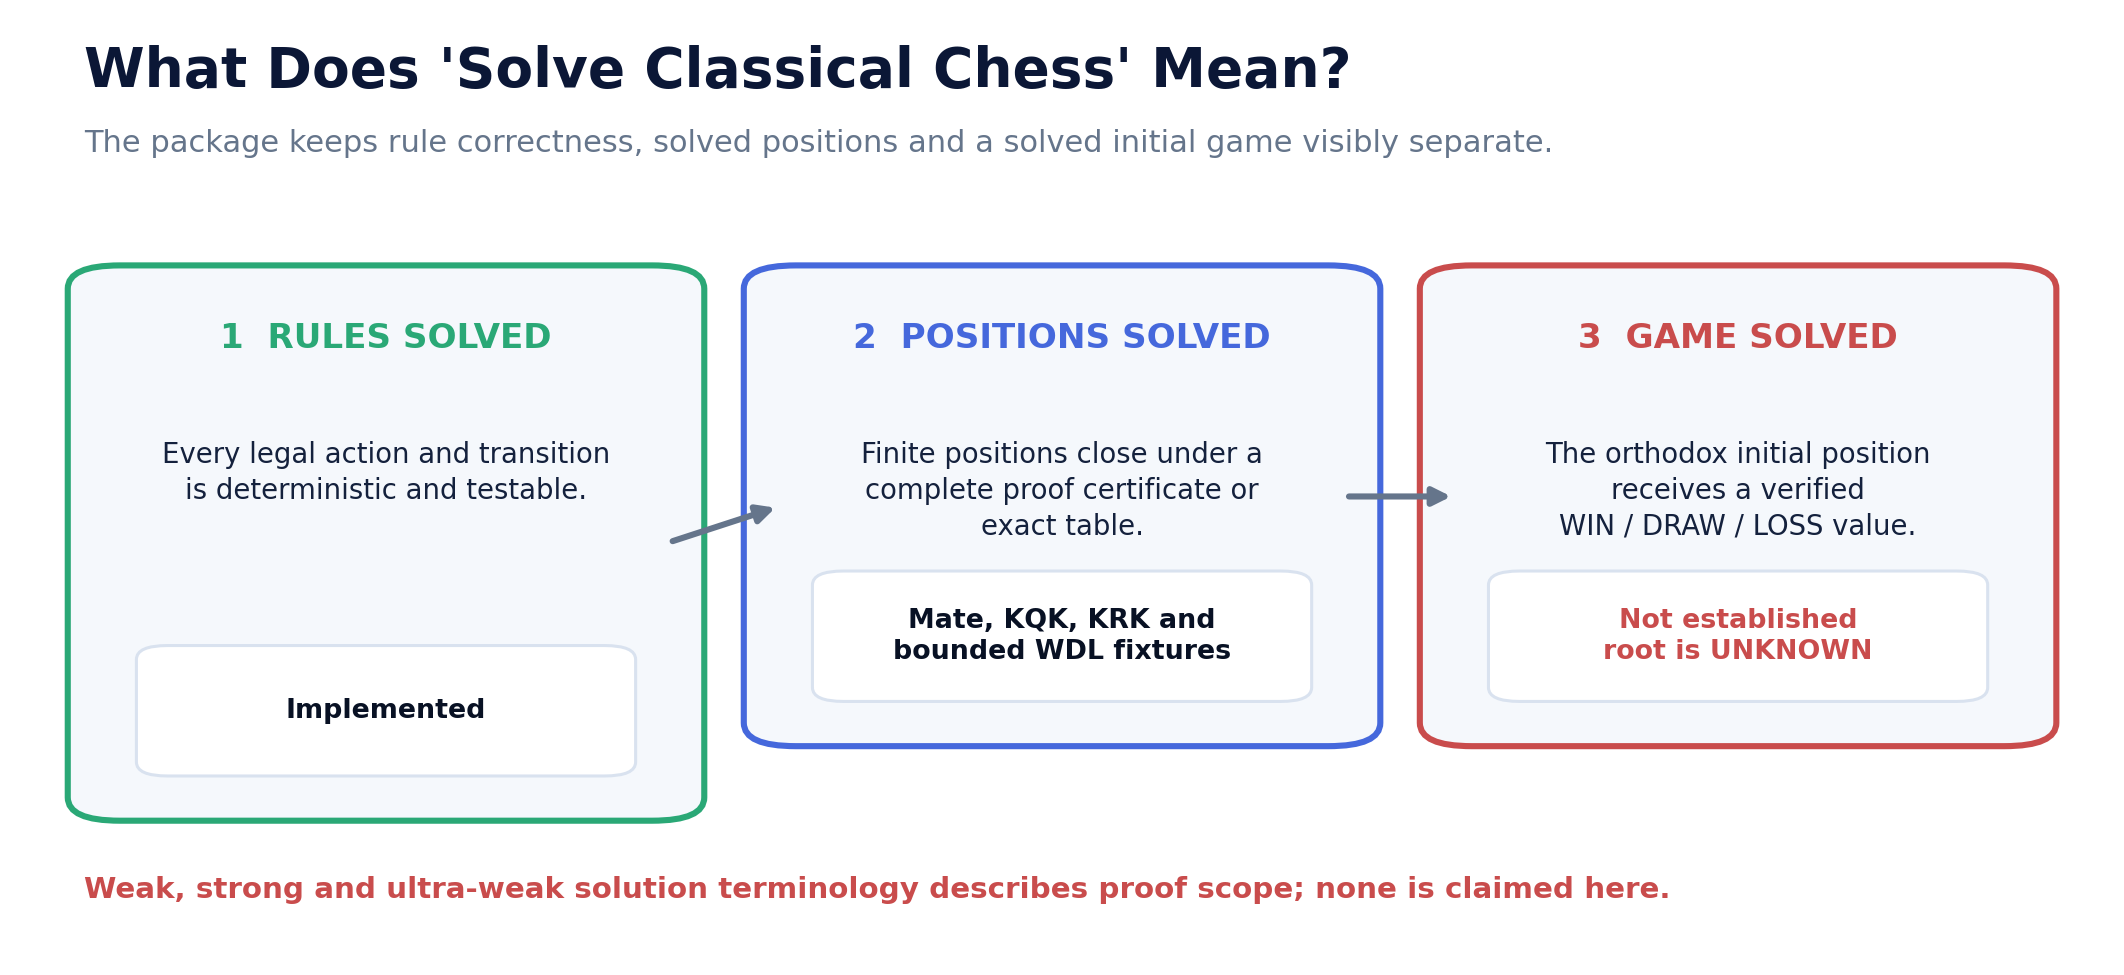 What Does 'Solve Classical Chess' Mean?
The package keeps rule correctness, solved positions and a solved initial game visibly separate.
1  RULES SOLVED
Every legal action and transition
is deterministic and testable.
Implemented
2  POSITIONS SOLVED
Finite positions close under a
complete proof certificate or
exact table.
Mate, KQK, KRK and
bounded WDL fixtures
3  GAME SOLVED
The orthodox initial position
receives a verified
WIN / DRAW / LOSS value.
Not established
root is UNKNOWN
Weak, strong and ultra-weak solution terminology describes proof scope; none is claimed here.